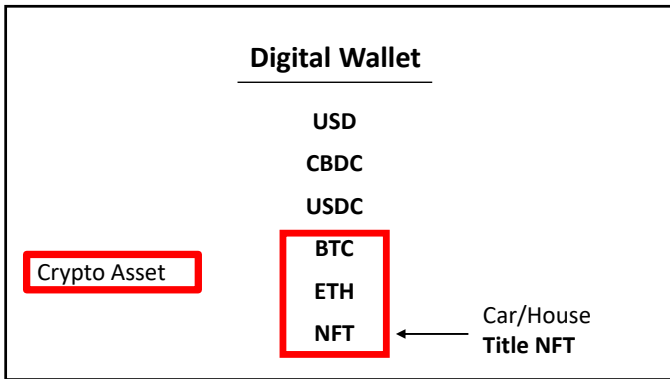 Digital Wallet
USD
CBDC
USDC
BTC
Crypto Asset
ETH
NFT
Car/House
Title NFT